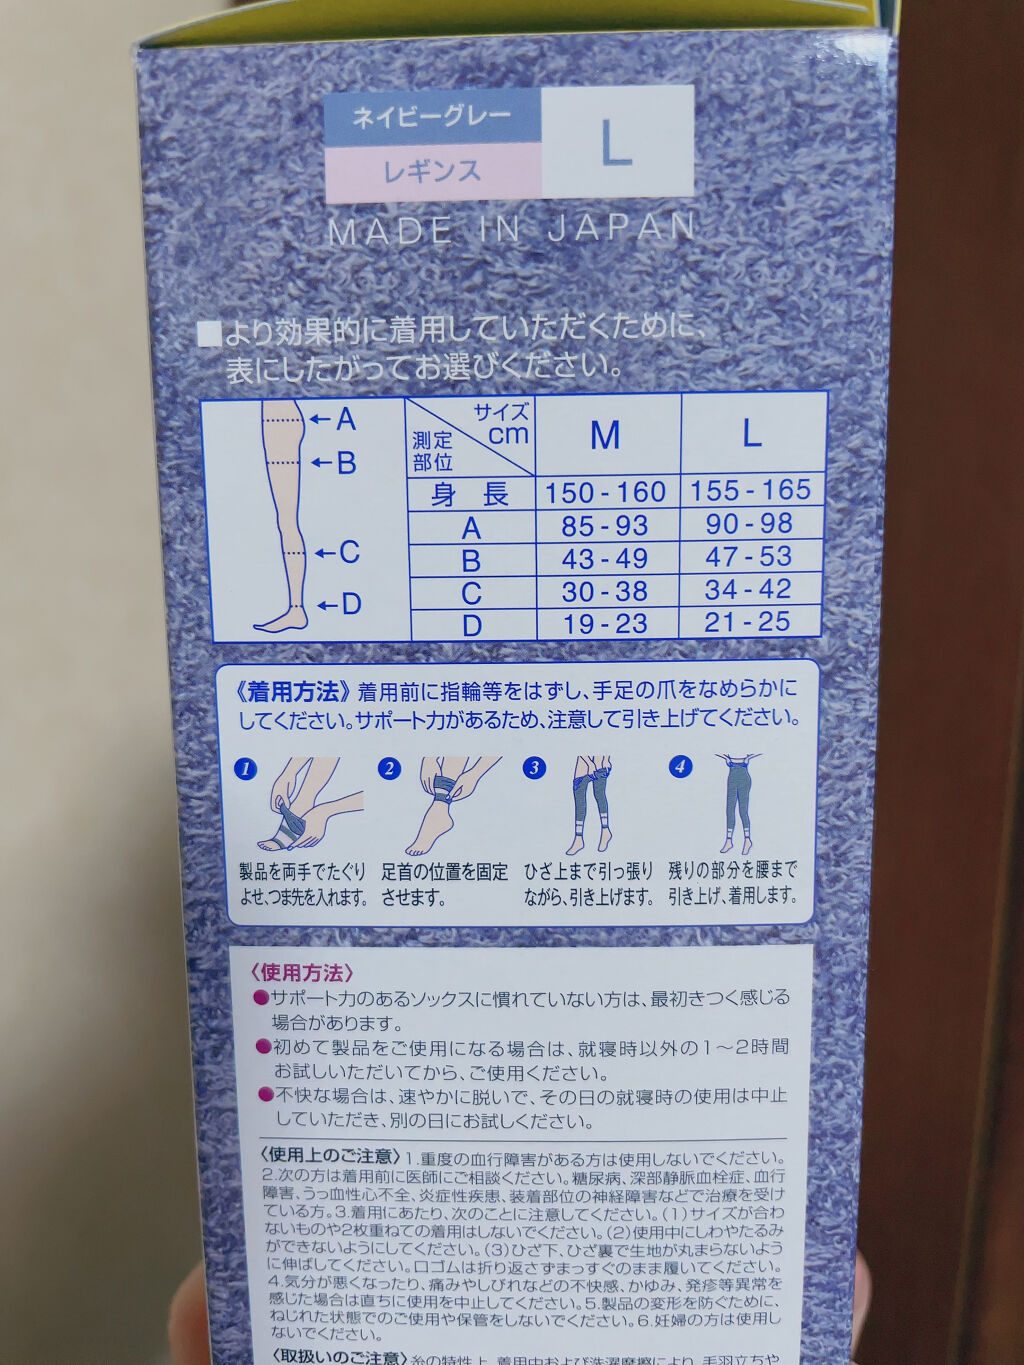 ネイビーグレー
レギンス
L
MADE IN JAPAN
■より効果的に着用していただくために、
表にしたがってお選びください。
←A
←B
←C
←D
サイズ
cm
測定
部位
M
L
身 長 150-160 155-165
A 85-93 90-98
B 43-49 47-53
C 30-38 34-42
D 19-23 21-25
《着用方法》着用前に指輪等をはずし、手足の爪をなめらかに
してください。サポート力があるため、注意して引き上げてください。
1
製品を両手でたぐり
よせ、つま先を入れます。
2
足首の位置を固定
させます。
3
ひざ上まで引っ張り
ながら、引き上げます。
4
残りの部分を腰まで
引き上げ、着用します。
〈使用方法〉
●サポート力のあるソックスに慣れていない方は、最初きつく感じる
場合があります。
●初めて製品をご使用になる場合は、就寝時以外の1〜2時間
お試しいただいてから、ご使用ください。
●不快な場合は、速やかに脱いで、その日の就寝時の使用は中止
していただき、別の日にお試しください。
〈使用上のご注意〉1.重度の血行障害がある方は使用しないでください。
2.次の方は着用前に医師にご相談ください。糖尿病、深部静脈血栓症、血行
障害、うっ血性心不全、炎症性疾患、装着部位の神経障害などで治療を受け
ている方。3.着用にあたり、次のことに注意してください。(1)サイズが合わ
ないものや2枚重ねての着用はしないでください。(2)使用中にしわやたるみ
ができないようにしてください。(3)ひざ下、ひざ裏で生地が丸まらないよう
に伸ばしてください。口ゴムは折り返さずまっすぐのまま履いてください。
4.気分が悪くなったり、痛みやしびれなどの不快感、かゆみ、発疹等異常を
感じた場合は直ちに使用を中止してください。5.製品の変形を防ぐために、
ねじれた状態でのご使用や保管をしないでください。6.妊婦の方は使用し
ないでください。
〈取扱いのご注意〉糸の特性上、着用中および洗濯摩擦により、毛羽立ちや